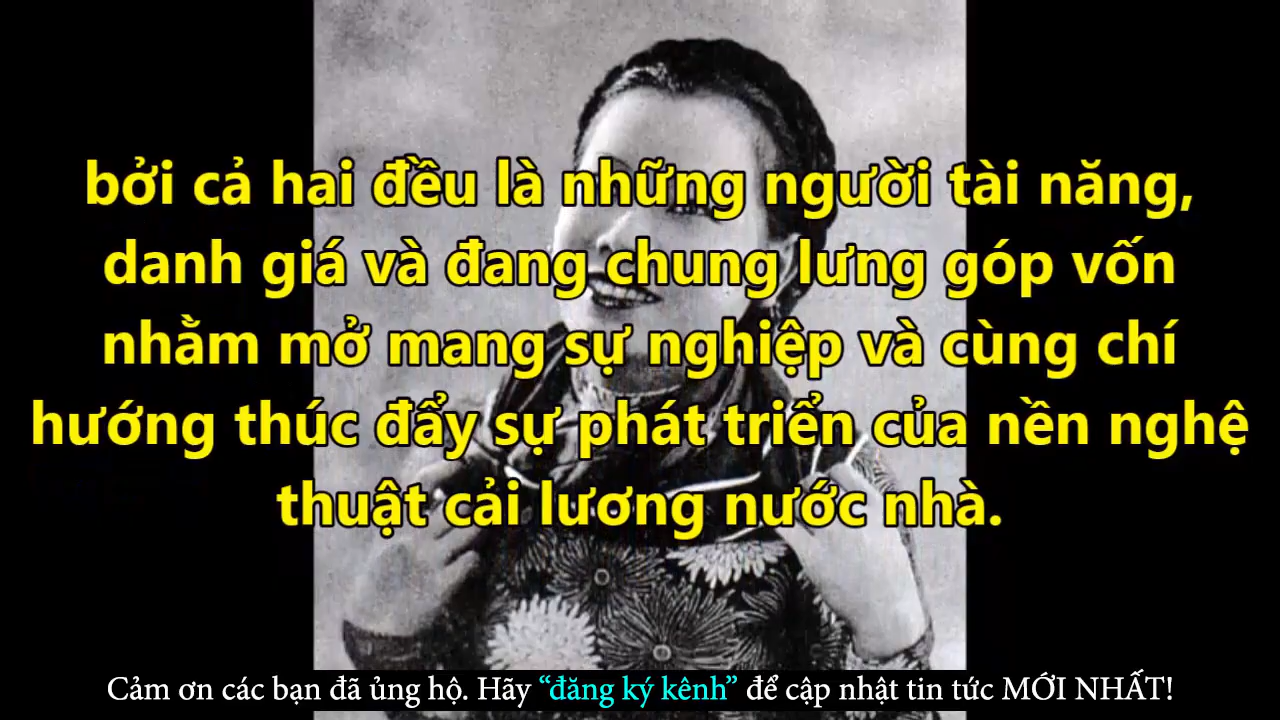 bởi cả hai đều là những người tài năng,
danh giá và đang chung lưng góp vốn
nhằm mở mang sự nghiệp và cùng chí
hướng thúc đẩy sự phát triển của nền nghệ
thuật cải lương nước nhà.
Cảm ơn các bạn đã ủng hộ. Hãy “đăng ký kênh” để cập nhật tin tức MỚI NHẤT!